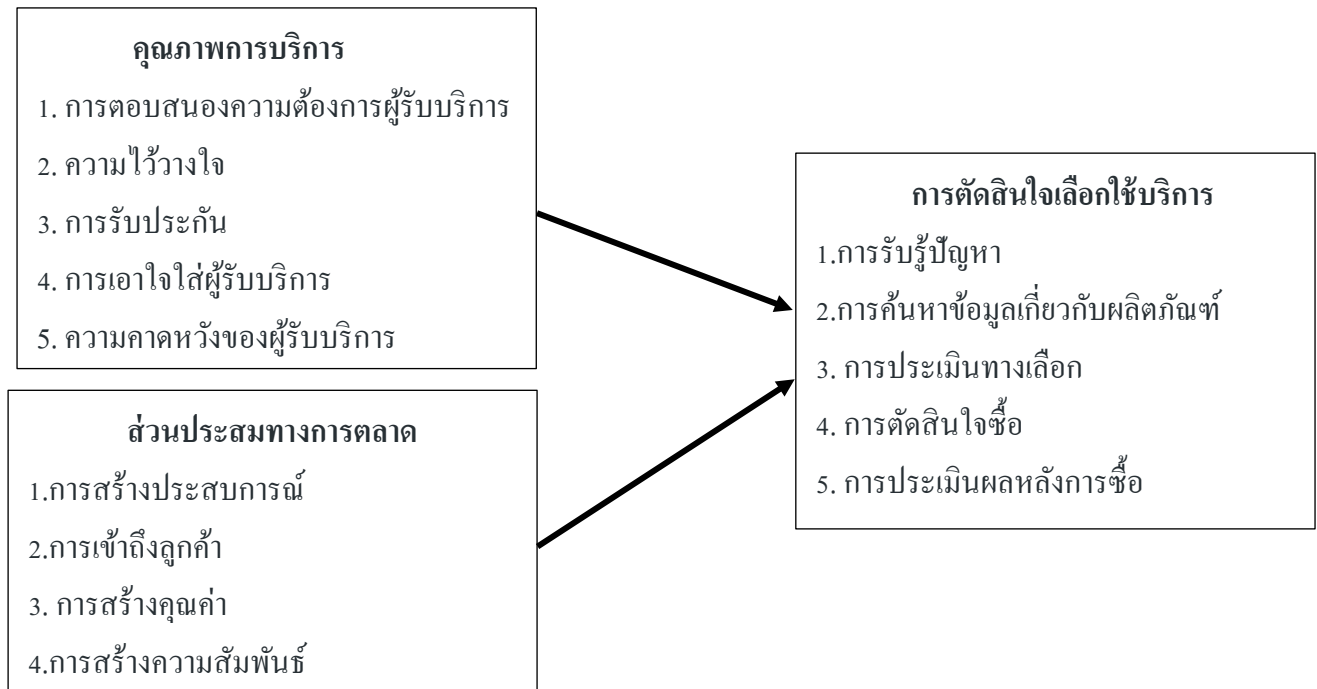 คุณภาพการบริการ
1. การตอบสนองความต้องการผู้รับบริการ
2. ความไว้วางใจ
3. การรับประกัน
4. การเอาใจใส่ผู้รับบริการ
5. ความคาดหวังของผู้รับบริการ
ส่วนประสมทางการตลาด
1.การสร้างประสบการณ์
2.การเข้าถึงลูกค้า
3. การสร้างคุณค่า
4.การสร้างความสัมพันธ์
การตัดสินใจเลือกใช้บริการ
1.การรับรู้ปัญหา
2.การค้นหาข้อมูลเกี่ยวกับผลิตภัณฑ์
3. การประเมินทางเลือก
4. การตัดสินใจซื้อ
5. การประเมินผลหลังการซื้อ